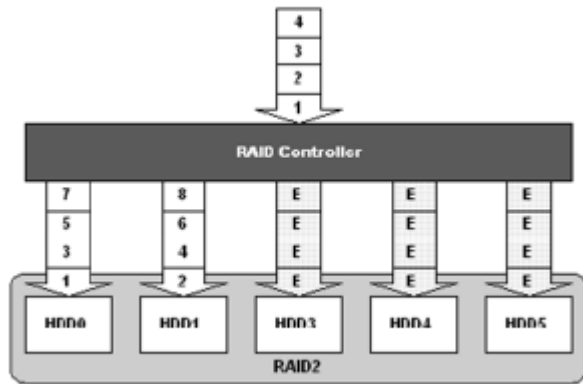 4
3
2
1
RAID Controller
7 8 E E E
5 6 E E E
3 4 E E E
1 2 E E E
HDD0 HDD1 HDD3 HDD4 HDD5
RAID2